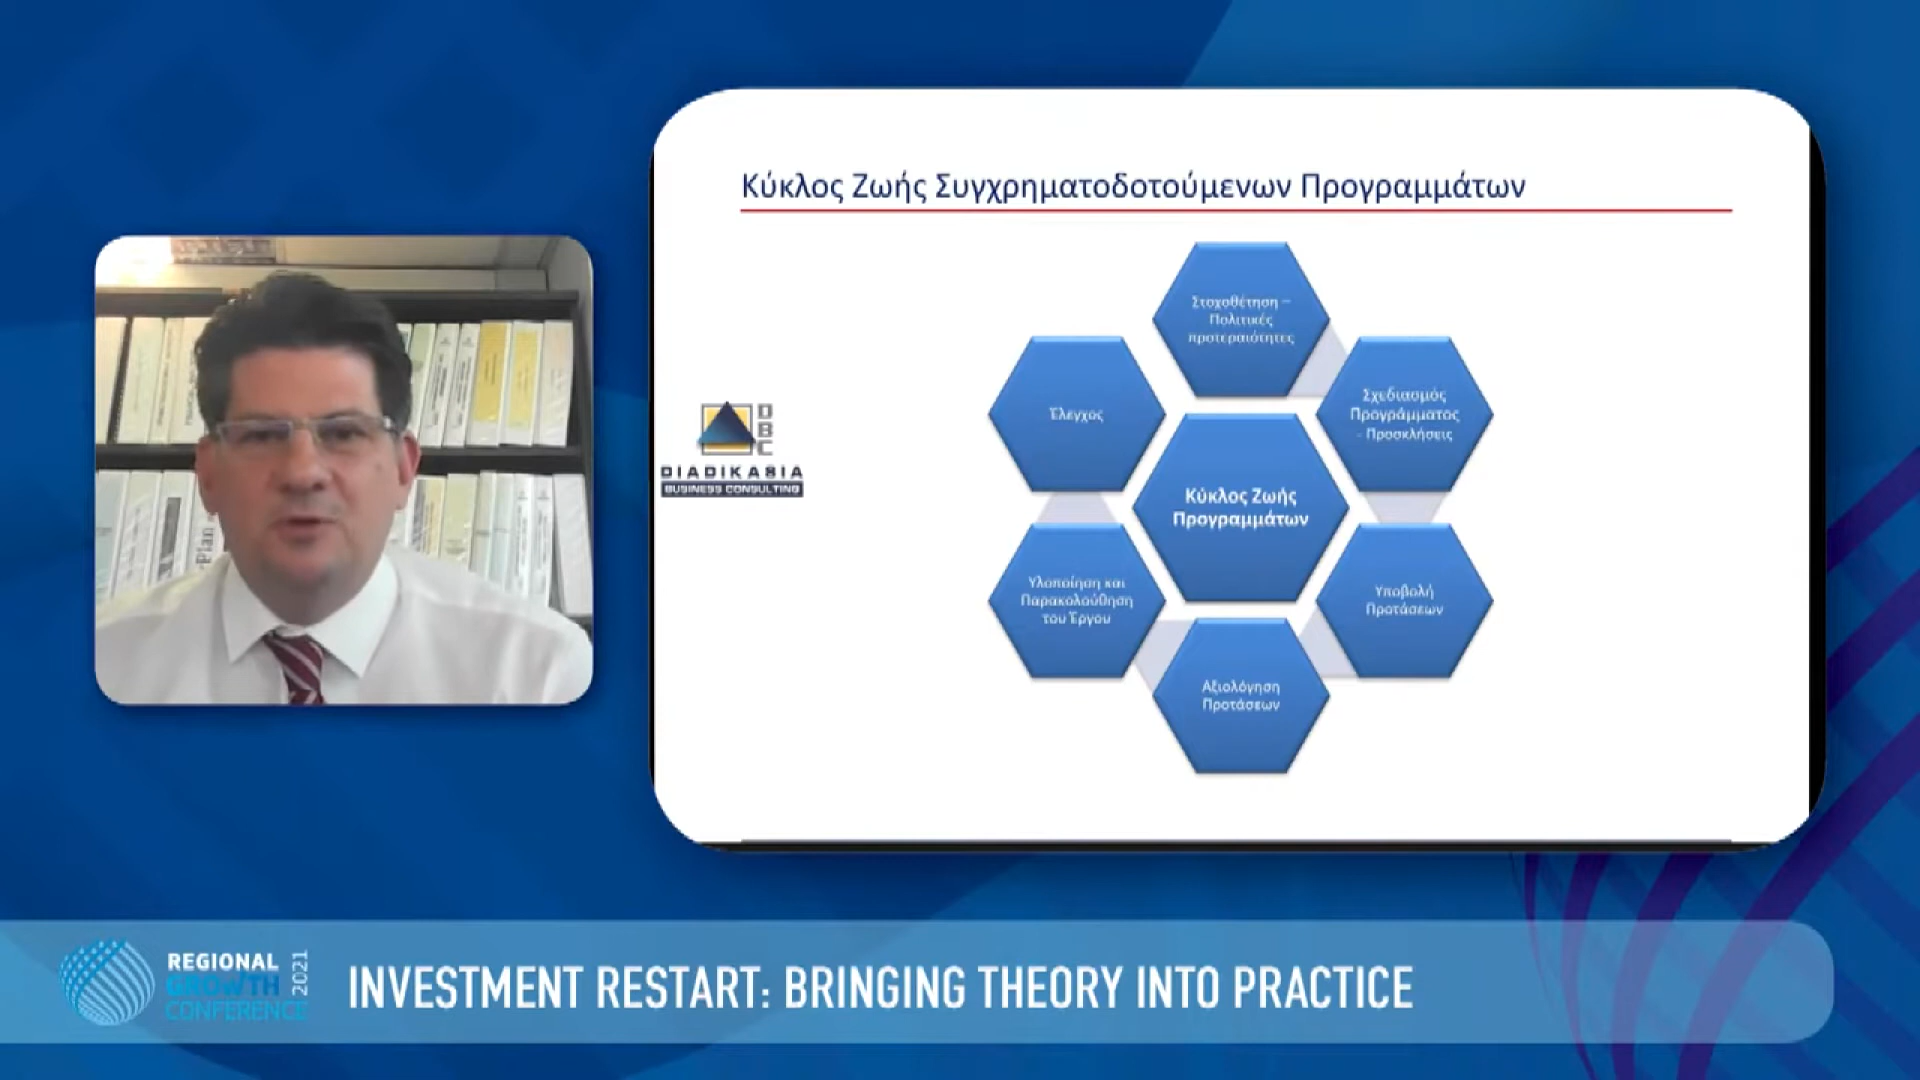 Κύκλος Ζωής Συγχρηματοδοτούμενων Προγραμμάτων
Στοχοθέτηση –
Πολιτικές
προτεραιότητες
Σχεδιασμός
Προγράμματος
- Προσκλήσεις
Υποβολή
Προτάσεων
Αξιολόγηση
Προτάσεων
Υλοποίηση και
Παρακολούθηση
του Έργου
Έλεγχος
Κύκλος Ζωής
Προγραμμάτων
DBC
DIADIKASIA
BUSINESS CONSULTING
Plan
REGIONAL
GROWTH
CONFERENCE
2021
INVESTMENT RESTART: BRINGING THEORY INTO PRACTICE